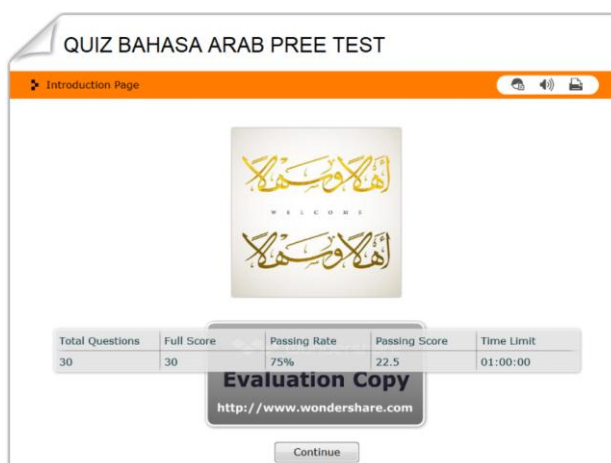 QUIZ BAHASA ARAB PREE TEST
Introduction Page
أهلا وسهلا
W E L C O M E
أهلا وسهلا
Total Questions Full Score Passing Rate Passing Score Time Limit
30 30 75% 22.5 01:00:00
Evaluation Copy
http://www.wondershare.com
Continue